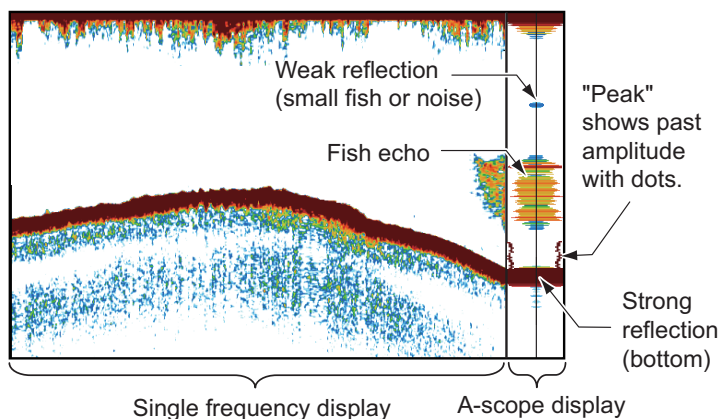 Weak reflection
(small fish or noise)
Fish echo
"Peak"
shows past
amplitude
with dots.
Strong
reflection
(bottom)
Single frequency display
A-scope display